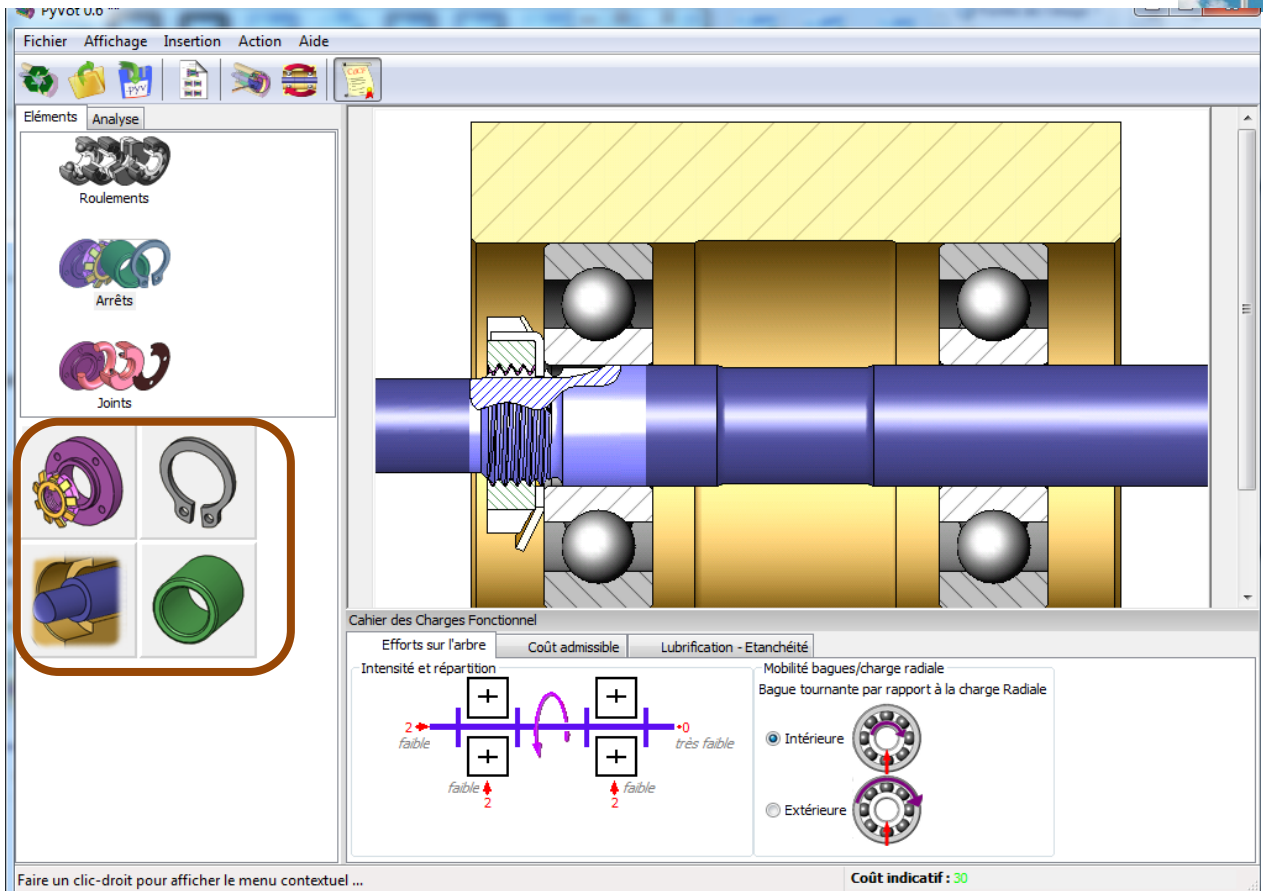 PyVot 0.6
Fichier Affichage Insertion Action Aide
.PYV
CdCF
Eléments Analyse
Roulements
Arrêts
Joints
Cahier des Charges Fonctionnel
Efforts sur l'arbre Coût admissible Lubrification - Etanchéité
Intensité et répartition
2
faible
0
très faible
faible
2
faible
2
Mobilité bagues/charge radiale
Bague tournante par rapport à la charge Radiale
Intérieure
Extérieure
Faire un clic-droit pour afficher le menu contextuel ...
Coût indicatif : 30